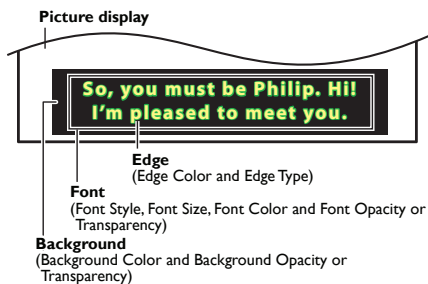 Picture display
So, you must be Philip. Hi!
I'm pleased to meet you.
Edge
(Edge Color and Edge Type)
Font
(Font Style, Font Size, Font Color and Font Opacity or
Transparency)
Background
(Background Color and Background Opacity or
Transparency)